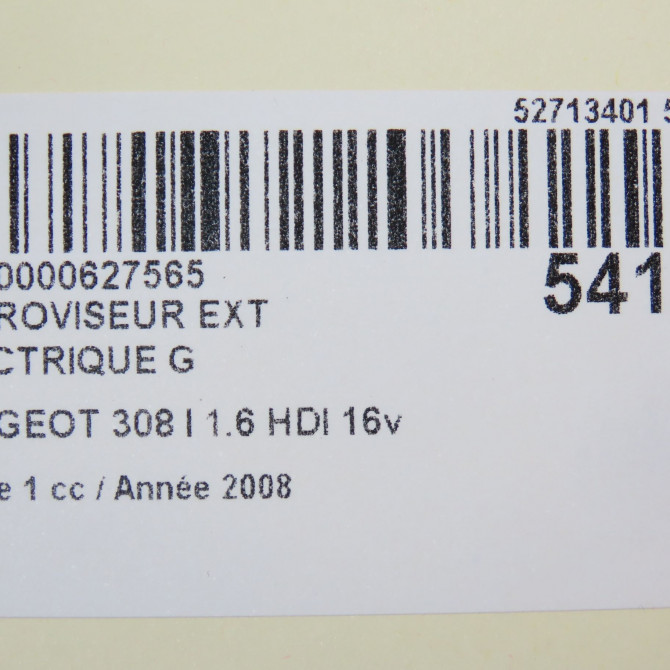 52713401 5
0000627565
541
ROVISEUR EXT
CTRIQUE G
GEOT 308 I 1.6 HDI 16v
e 1 cc / Année 2008